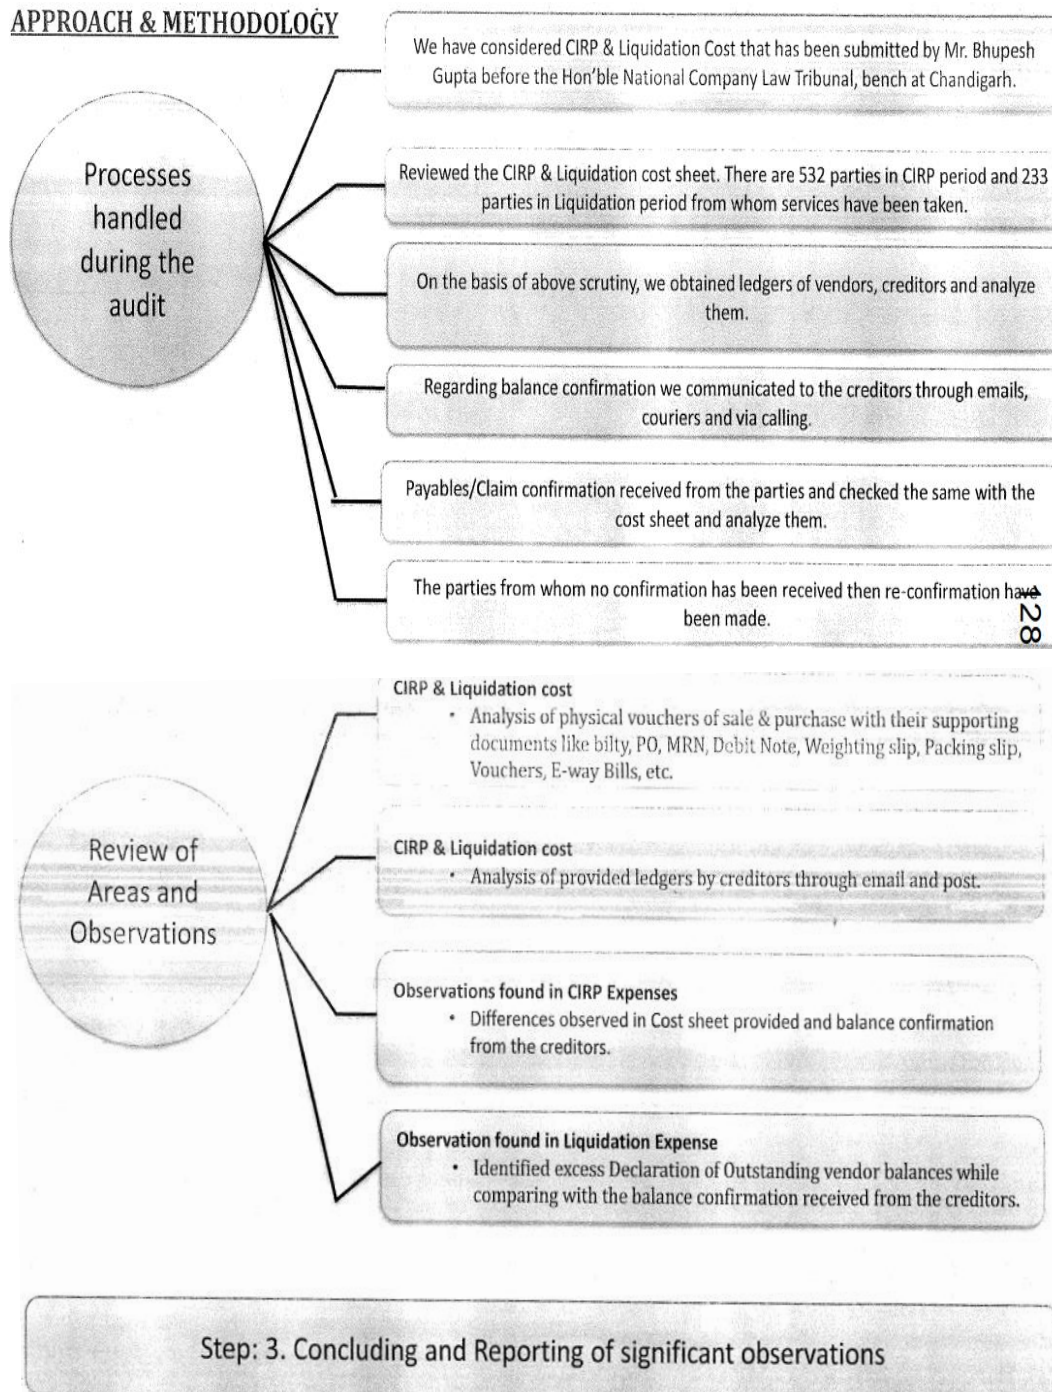 APPROACH & METHODOLOGY
Processes
handled
during the
audit
We have considered CIRP & Liquidation Cost that has been submitted by Mr. Bhupesh
Gupta before the Hon'ble National Company Law Tribunal, bench at Chandigarh.
Reviewed the CIRP & Liquidation cost sheet. There are 532 parties in CIRP period and 233
parties in Liquidation period from whom services have been taken.
On the basis of above scrutiny, we obtained ledgers of vendors, creditors and analyze
them.
Regarding balance confirmation we communicated to the creditors through emails,
couriers and via calling.
Payables/Claim confirmation received from the parties and checked the same with the
cost sheet and analyze them.
The parties from whom no confirmation has been received then re-confirmation have
been made.
128
Review of
Areas and
Observations
CIRP & Liquidation cost
• Analysis of physical vouchers of sale & purchase with their supporting
documents like bilty, PO, MRN, Debit Note, Weighting slip, Packing slip,
Vouchers, E-way Bills, etc.
CIRP & Liquidation cost
• Analysis of provided ledgers by creditors through email and post.
Observations found in CIRP Expenses
• Differences observed in Cost sheet provided and balance confirmation
from the creditors.
Observation found in Liquidation Expense
• Identified excess Declaration of Outstanding vendor balances while
comparing with the balance confirmation received from the creditors.
Step: 3. Concluding and Reporting of significant observations